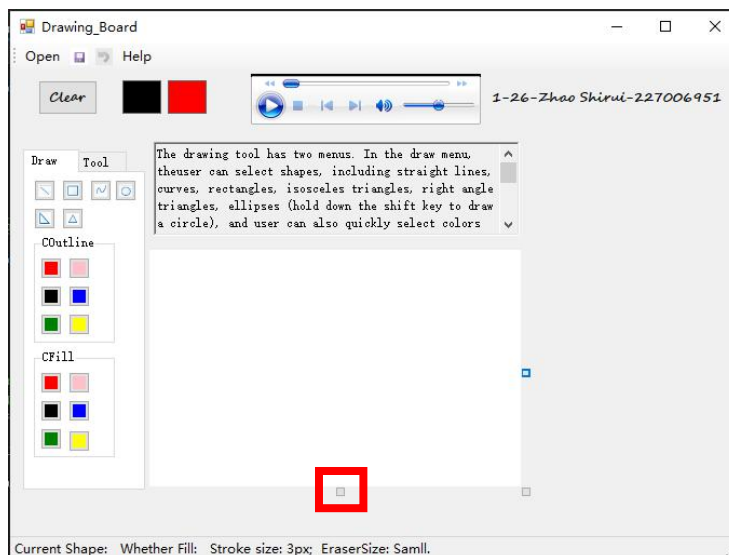 Drawing_Board
Open Help
Clear
1-26-Zhao Shirui-227006951
Draw Tool
The drawing tool has two menus. In the draw menu,
theuser can select shapes, including straight lines,
curves, rectangles, isosceles triangles, right angle
triangles, ellipses (hold down the shift key to draw
a circle), and user can also quickly select colors
COutline
CFill
Current Shape: Whether Fill: Stroke size: 3px; EraserSize: Samll.